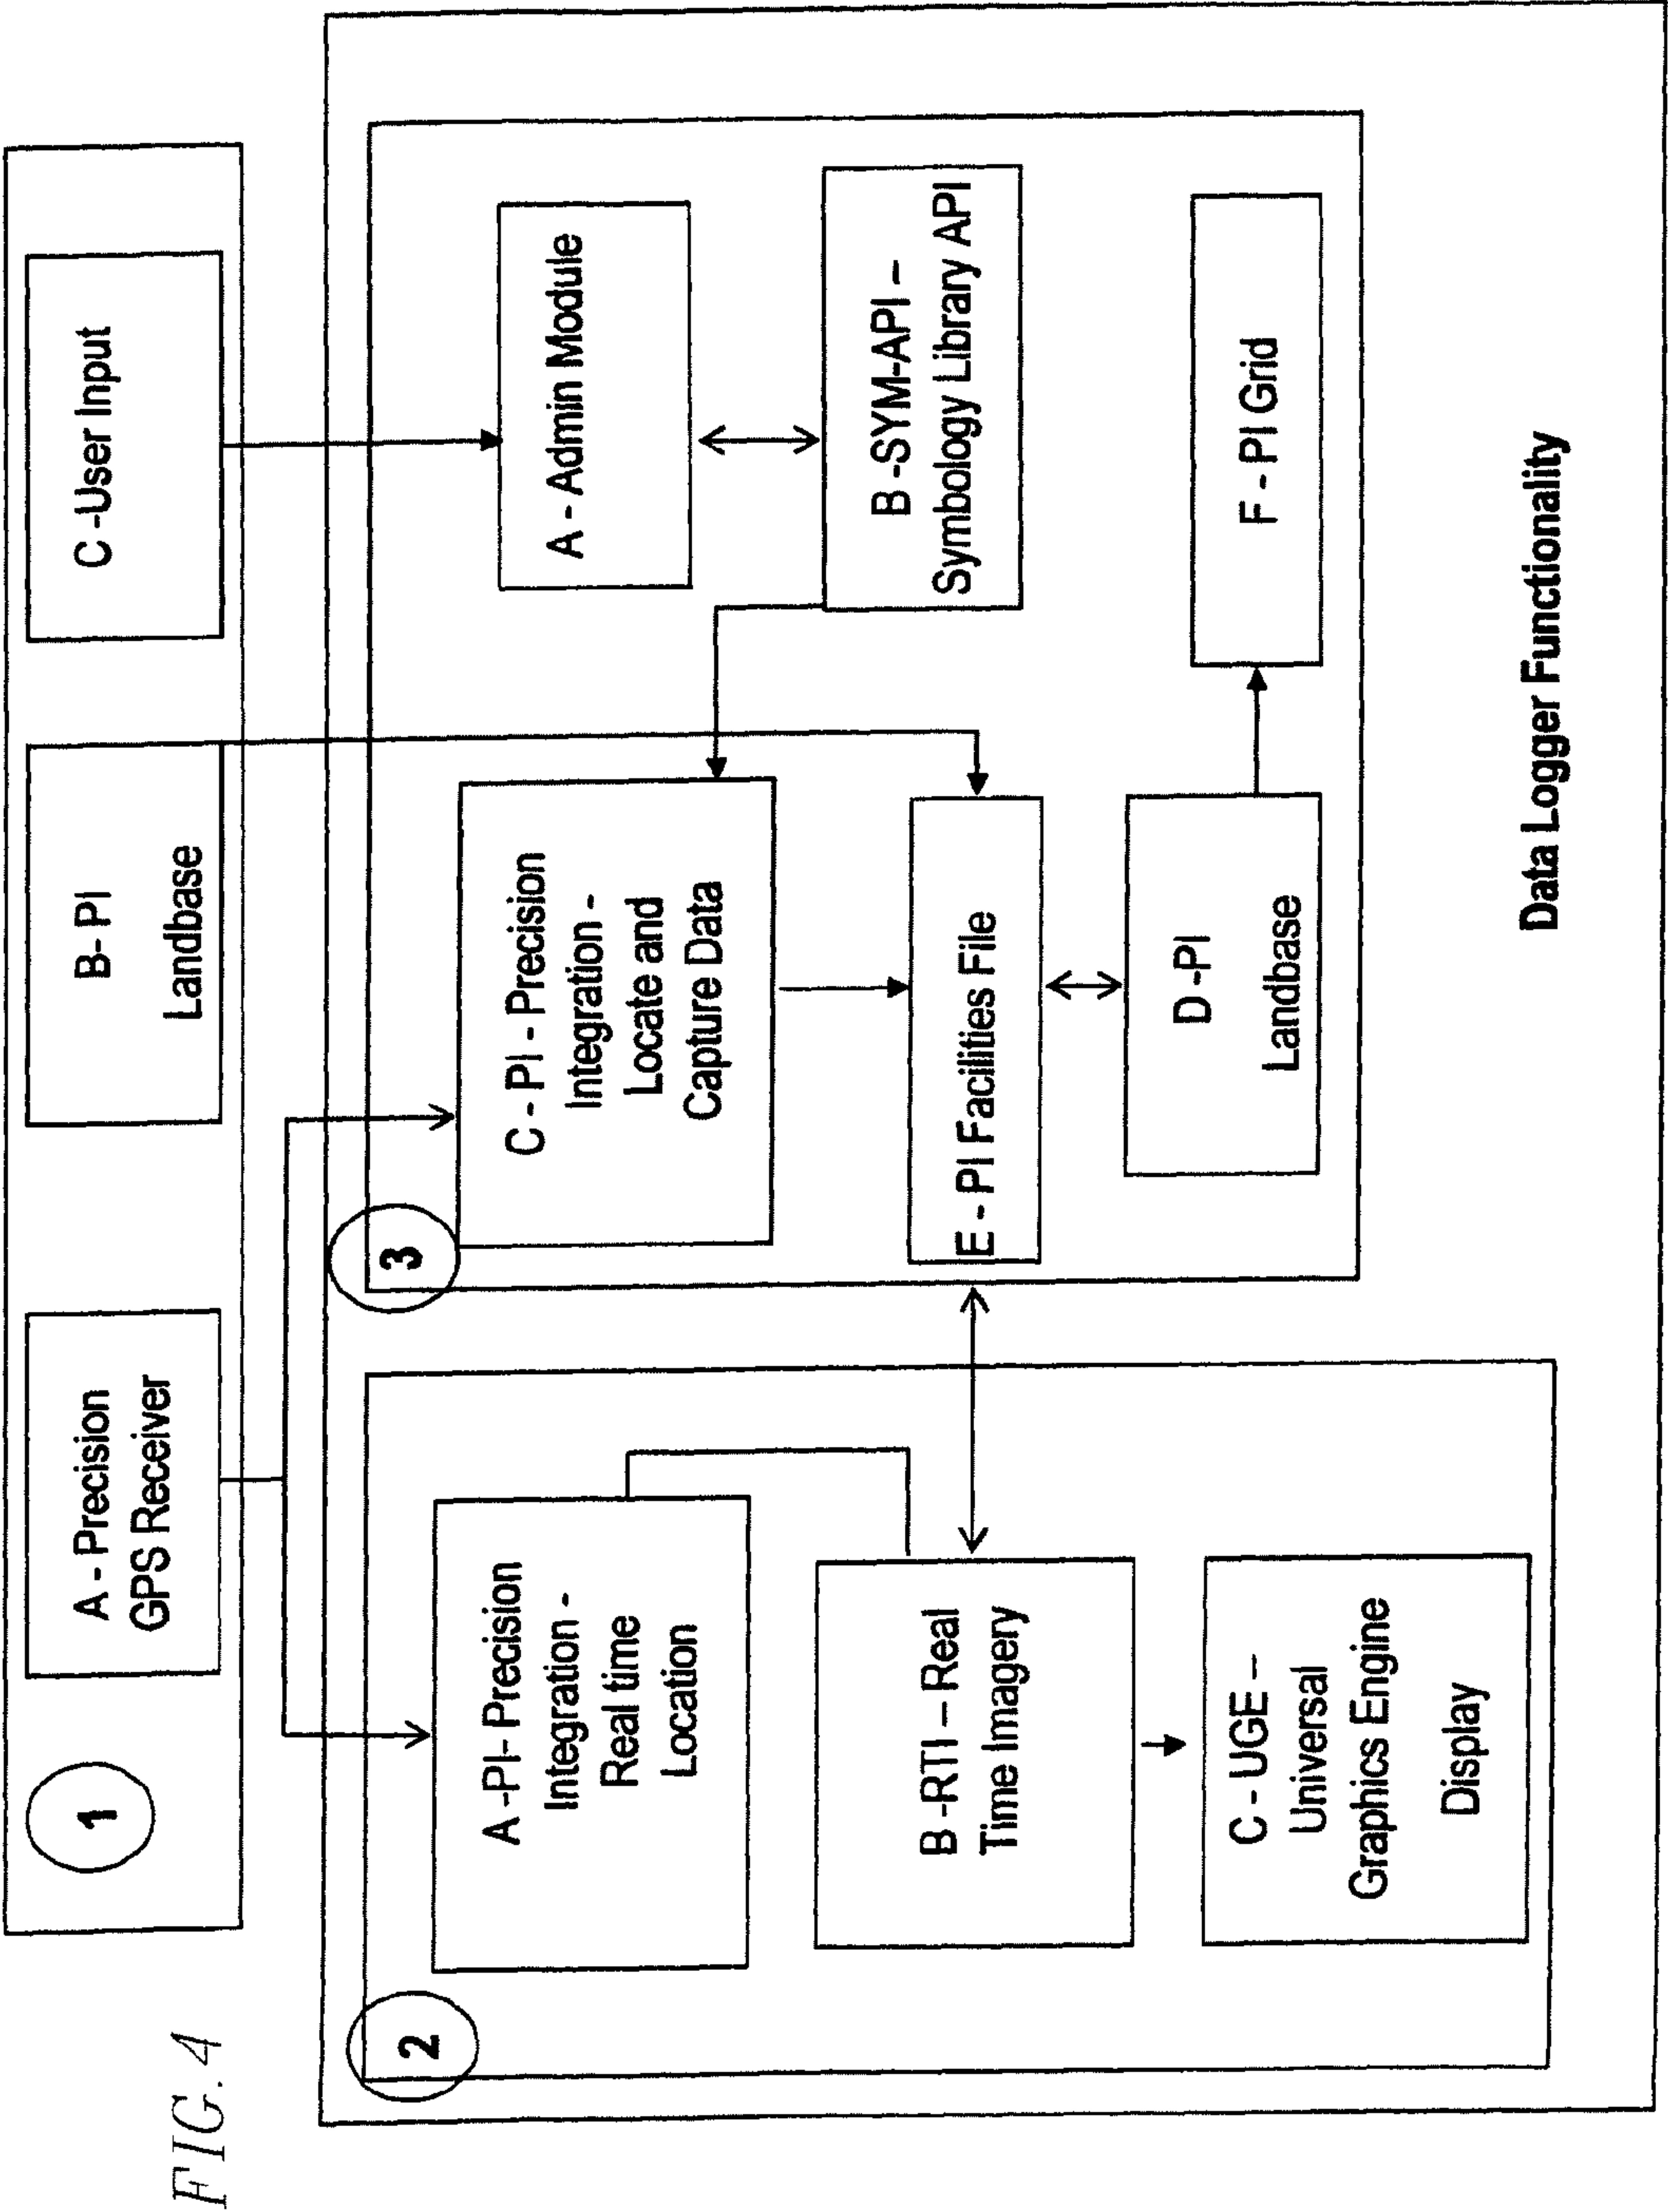 FIG. 4
1
A - Precision
GPS Receiver
B- PI
Landbase
C -User Input
2
A -PI- Precision
Integration -
Real time
Location
B -RTI – Real
Time Imagery
C - UGE –
Universal
Graphics Engine
Display
3
C - PI - Precision
Integration -
Locate and
Capture Data
A - Admin Module
B -SYM-API –
Symbology Library API
E - PI Facilities File
D -PI
Landbase
F - PI Grid
Data Logger Functionality